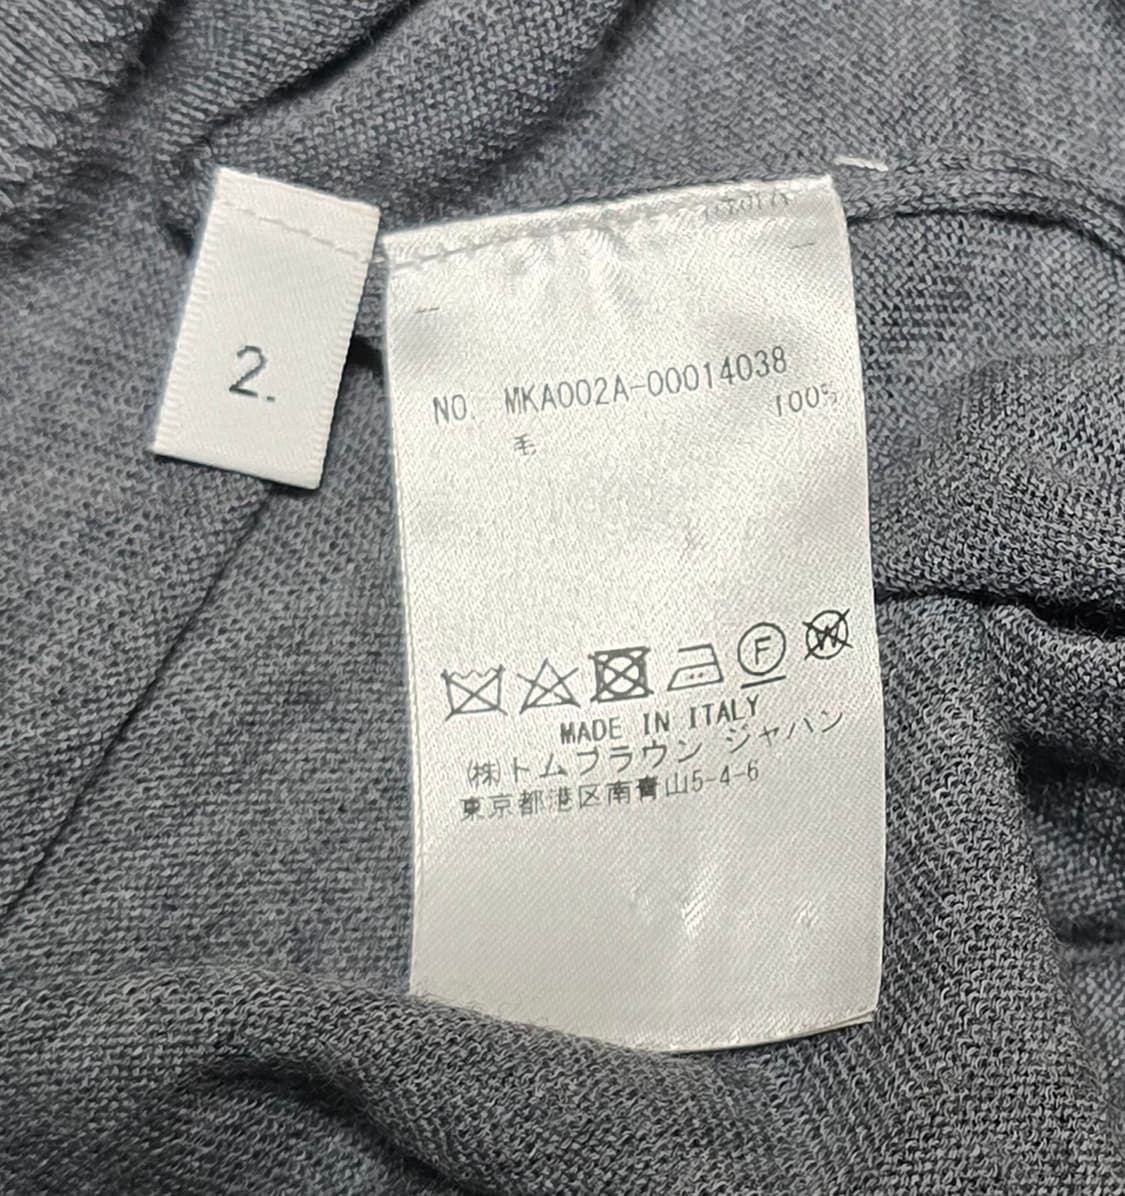 2.
NO. MKA002A-00014038
100%
毛
F
W
MADE IN ITALY
(株)トムブラウン ジャパン
東京都港区南青山5-4-6